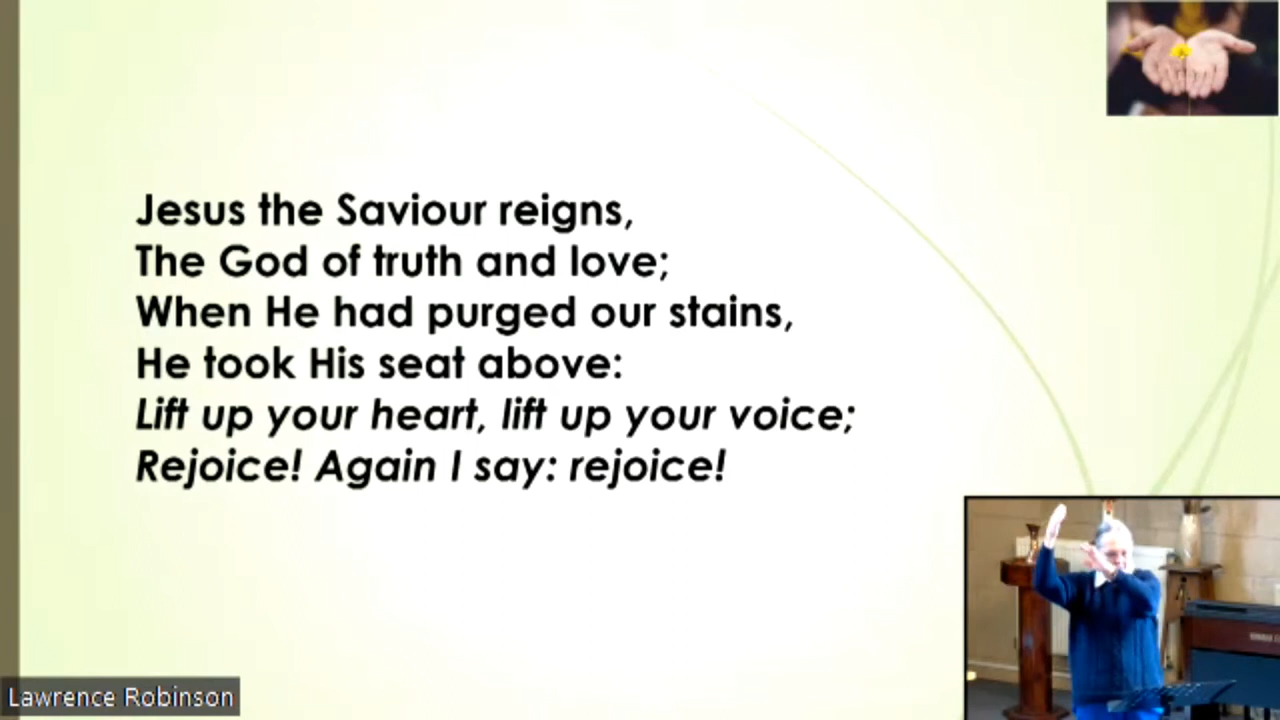 Jesus the Saviour reigns,
The God of truth and love;
When He had purged our stains,
He took His seat above:
Lift up your heart, lift up your voice;
Rejoice! Again I say: rejoice!
Lawrence Robinson